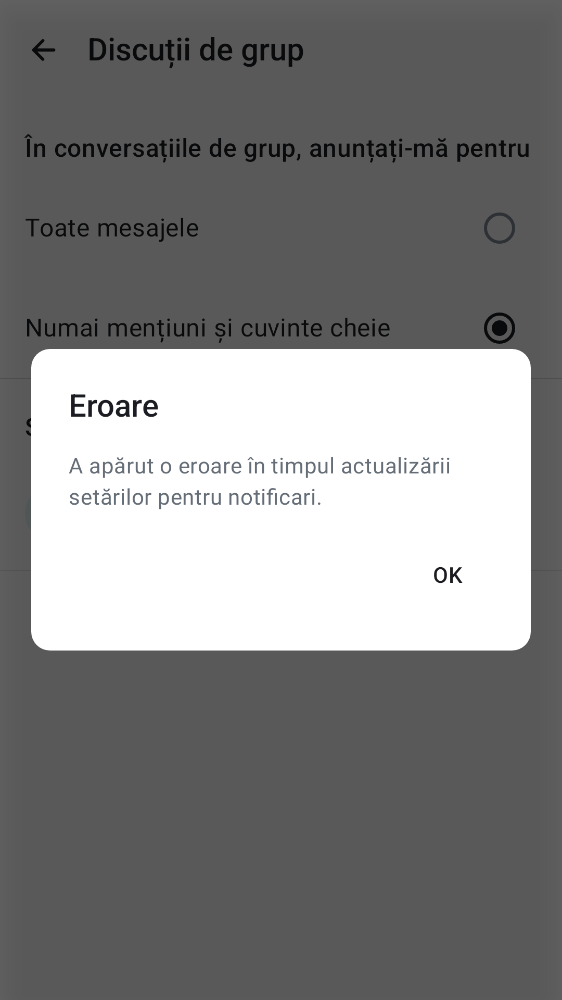 Discuții de grup
În conversațiile de grup, anunțați-mă pentru
Toate mesajele
Numai mențiuni și cuvinte cheie
Eroare
A apărut o eroare în timpul actualizării
setărilor pentru notificari.
OK